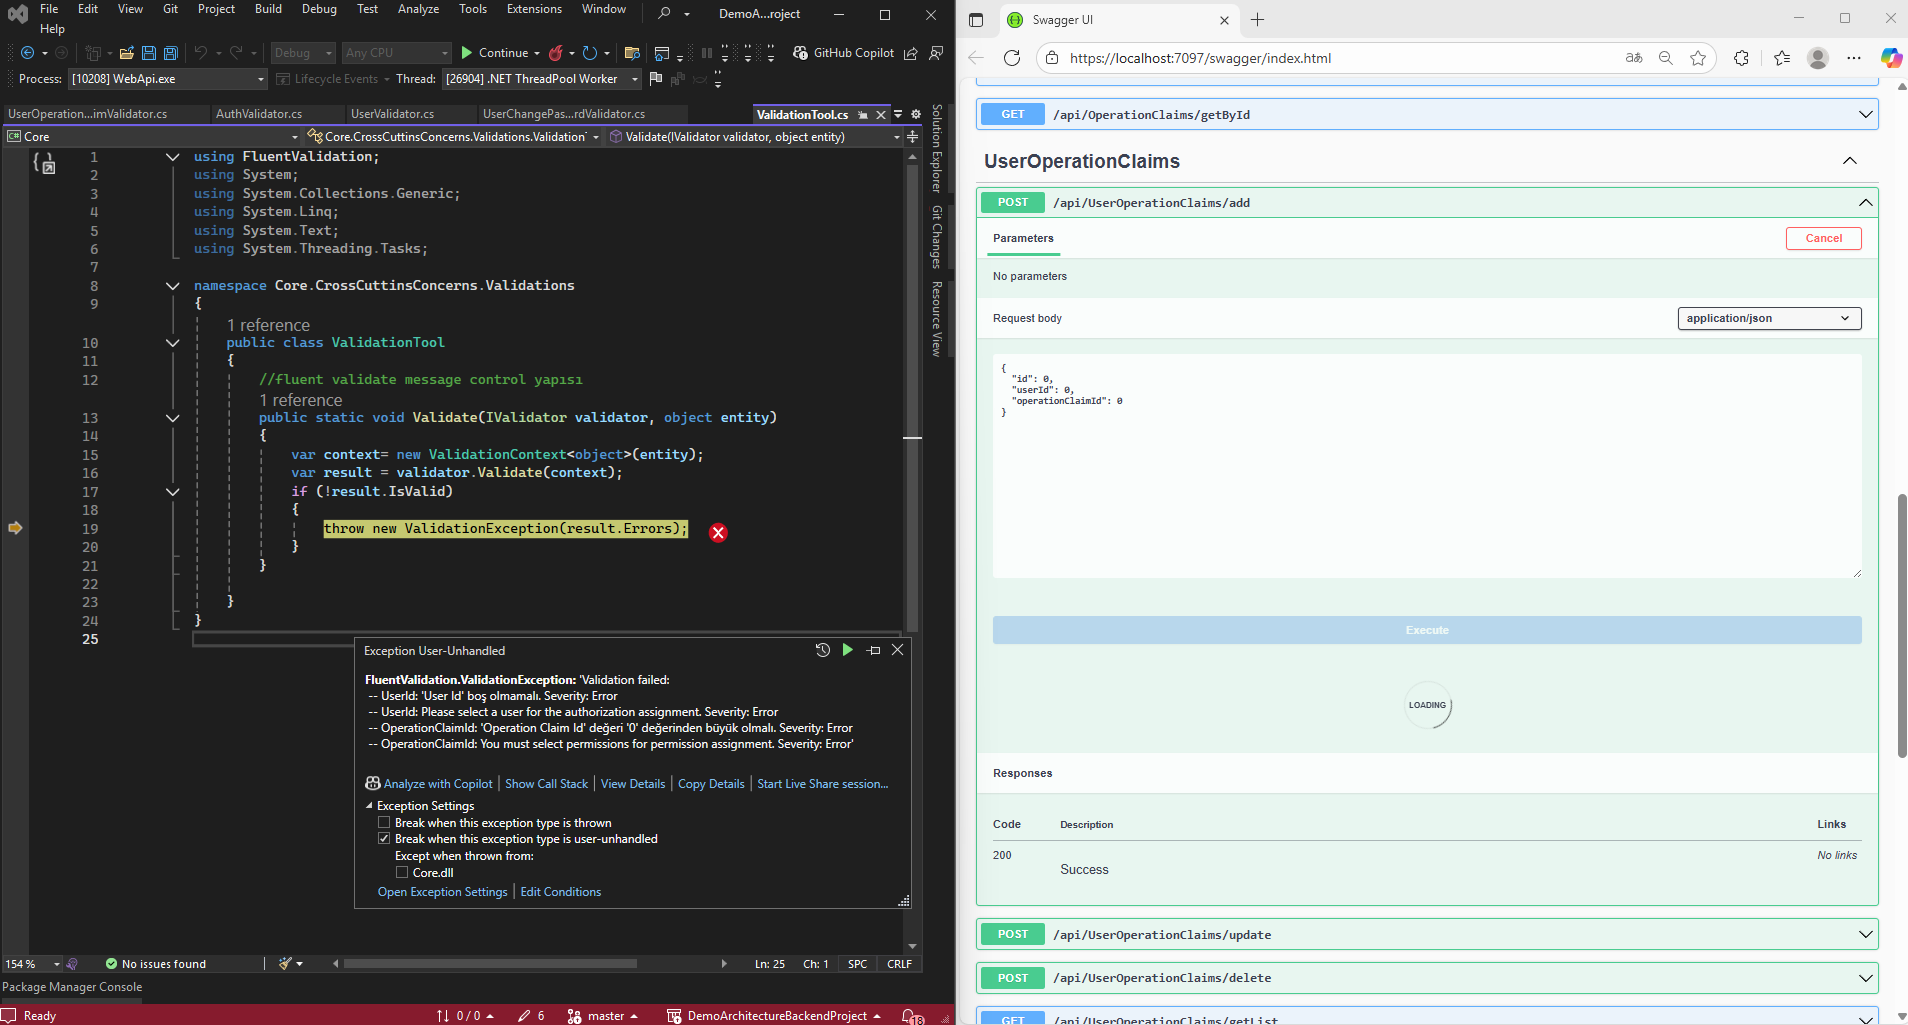 File Edit View Git Project Build Debug Test Analyze Tools Extensions Window DemoA...roject
Help
Debug Any CPU Continue GitHub Copilot
Process: [10208] WebApi.exe Lifecycle Events Thread: [26904] .NET ThreadPool Worker
UserOperation...imValidator.cs AuthValidator.cs UserValidator.cs UserChangePas...rdValidator.cs ValidationTool.cs
Core Core.CrossCuttinsConcerns.Validations.Validation Validate(IValidator validator, object entity)
Solution Explorer
Git Changes
Resource View
1 using FluentValidation;
2 using System;
3 using System.Collections.Generic;
4 using System.Linq;
5 using System.Text;
6 using System.Threading.Tasks;
7
8 namespace Core.CrossCuttinsConcerns.Validations
9 {
1 reference
10 public class ValidationTool
11 {
12 //fluent validate message control yapısı
1 reference
13 public static void Validate(IValidator validator, object entity)
14 {
15 var context= new ValidationContext<object>(entity);
16 var result = validator.Validate(context);
17 if (!result.IsValid)
18 {
19 throw new ValidationException(result.Errors);
20 }
21 }
22
23 }
24 }
25
Exception User-Unhandled
FluentValidation.ValidationException: 'Validation failed:
-- UserId: 'User Id' boş olmamalı. Severity: Error
-- UserId: Please select a user for the authorization assignment. Severity: Error
-- OperationClaimId: 'Operation Claim Id' değeri '0' değerinden büyük olmalı. Severity: Error
-- OperationClaimId: You must select permissions for permission assignment. Severity: Error'
Analyze with Copilot | Show Call Stack | View Details | Copy Details | Start Live Share session...
Exception Settings
Break when this exception type is thrown
Break when this exception type is user-unhandled
Except when thrown from:
Core.dll
Open Exception Settings | Edit Conditions
154 % No issues found Ln: 25 Ch: 1 SPC CRLF
Package Manager Console
Ready 0 / 0 6 master DemoArchitectureBackendProject 18
Swagger UI
https://localhost:7097/swagger/index.html
GET /api/OperationClaims/getById
UserOperationClaims
POST /api/UserOperationClaims/add
Parameters Cancel
No parameters
Request body application/json
{
"id": 0,
"userId": 0,
"operationClaimId": 0
}
Execute
LOADING
Responses
Code Description Links
200 Success No links
POST /api/UserOperationClaims/update
POST /api/UserOperationClaims/delete
GET /api/UserOperationClaims/getList